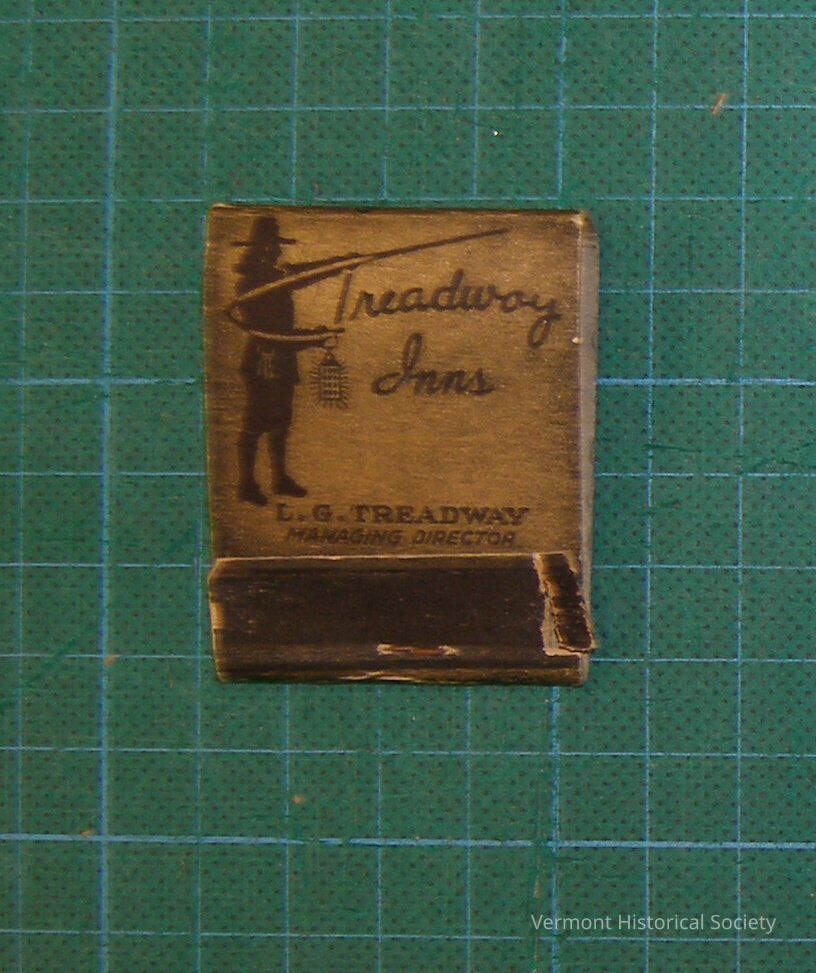 Treadway
Inns
L. G. TREADWAY
MANAGING DIRECTOR
Vermont Historical Society